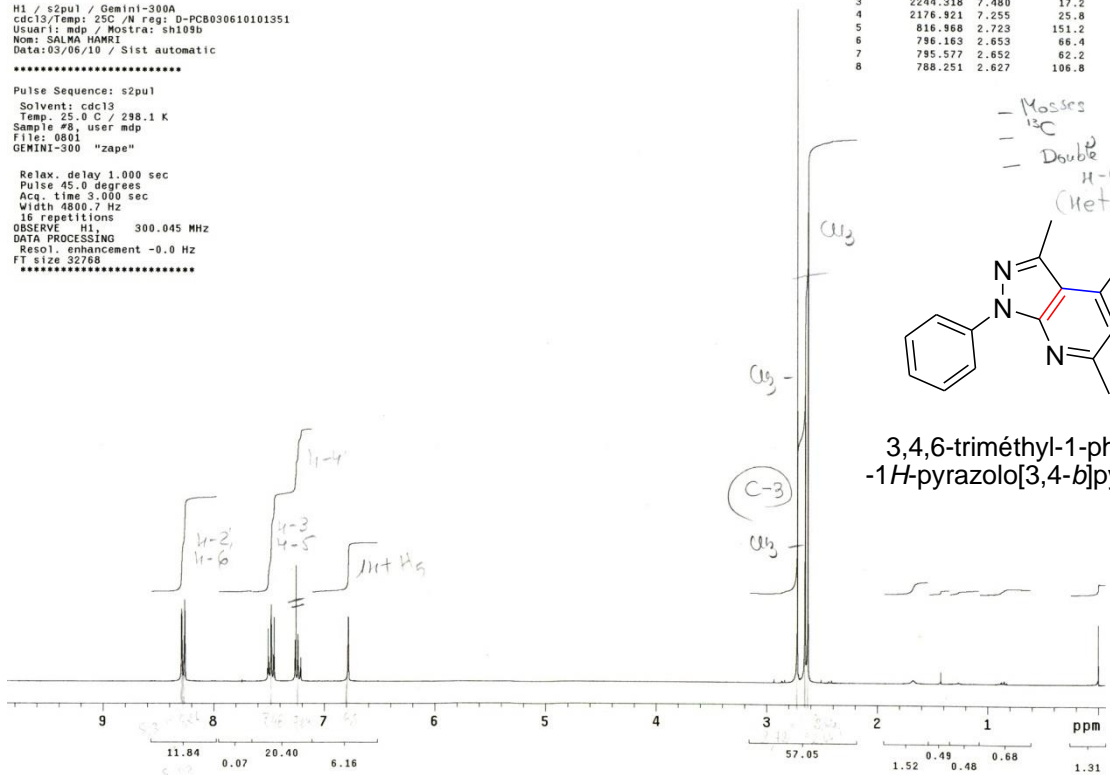 H1 / s2pul / Gemini-300A
cdcl3/Temp: 25C /N reg: D-PCB030610101351
Usuari: mdp / Mostra: sh109b
Nom: SALMA HAMRI
Data:03/06/10 / Sist automatic
**************************
Pulse Sequence: s2pul
Solvent: cdcl3
Temp. 25.0 C / 298.1 K
Sample #8, user mdp
File: 0801
GEMINI-300 "zape"
Relax. delay 1.000 sec
Pulse 45.0 degrees
Acq. time 3.000 sec
Width 4800.7 Hz
16 repetitions
OBSERVE H1, 300.045 MHz
DATA PROCESSING
Resol. enhancement -0.0 Hz
FT size 32768
***************************
3 2244.318 7.480 17.2
4 2176.921 7.255 25.8
5 816.968 2.723 151.2
6 796.163 2.653 66.4
7 795.577 2.652 62.2
8 788.251 2.627 106.8
— Masses
— 13C
— Double
(Het
CH3
N
N
N
CH3
3,4,6-triméthyl-1-ph
-1H-pyrazolo[3,4-b]py
C-3
CH3
H-4'
H-2',
H-6
H-3
H-5
9 8 7 6 5 4 3 2 1 ppm
11.84 0.07 20.40 6.16 57.05 1.52 0.49 0.48 0.68 1.31